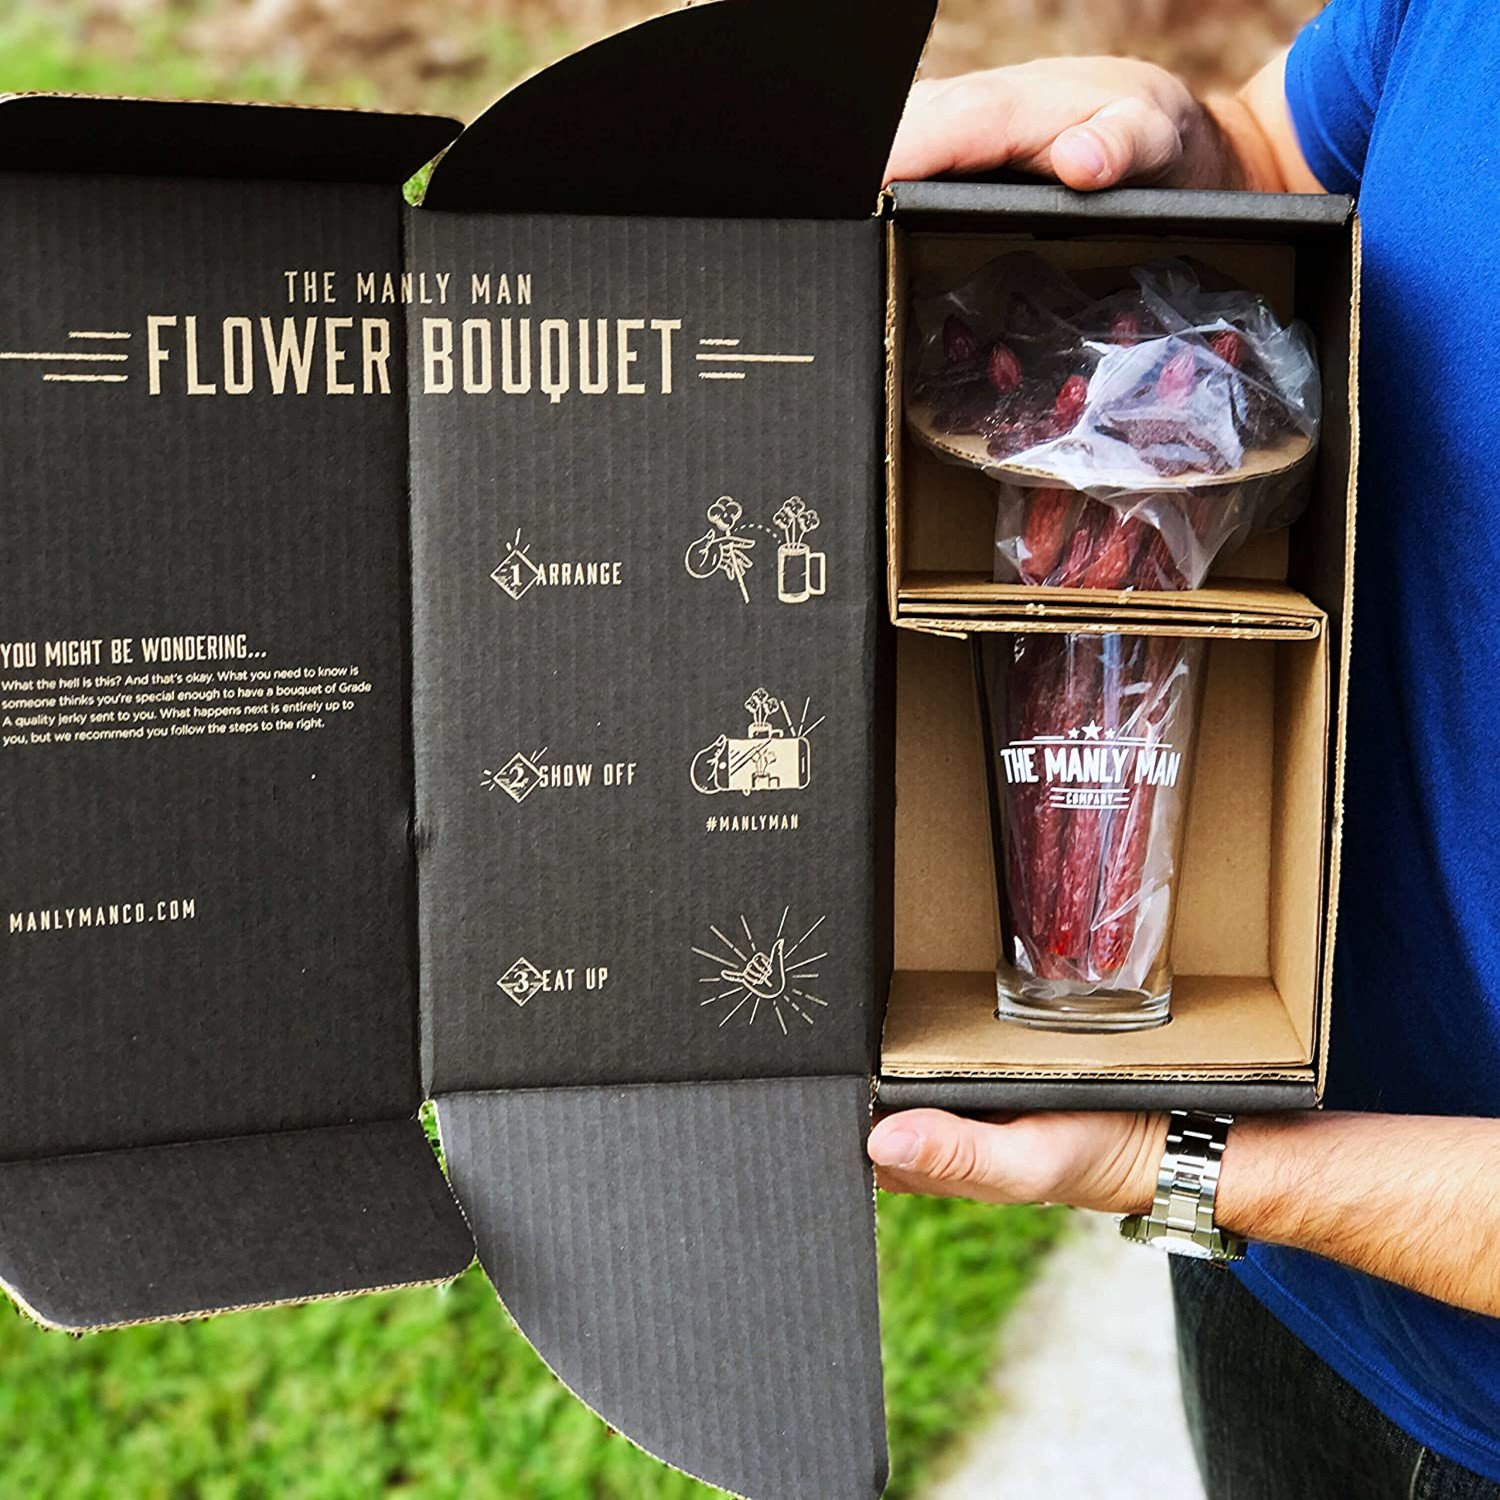 THE MANLY MAN
FLOWER BOUQUET
YOU MIGHT BE WONDERING...
What the hell is this? And that's okay. What you need to know is
someone thinks you're special enough to have a bouquet of Grade
A quality jerky sent to you. What happens next is entirely up to
you, but we recommend you follow the steps to the right.
MANLYMANCO.COM
1 ARRANGE
2 SHOW OFF
#MANLYMAN
3 EAT UP
THE MANLY MAN
COMPANY